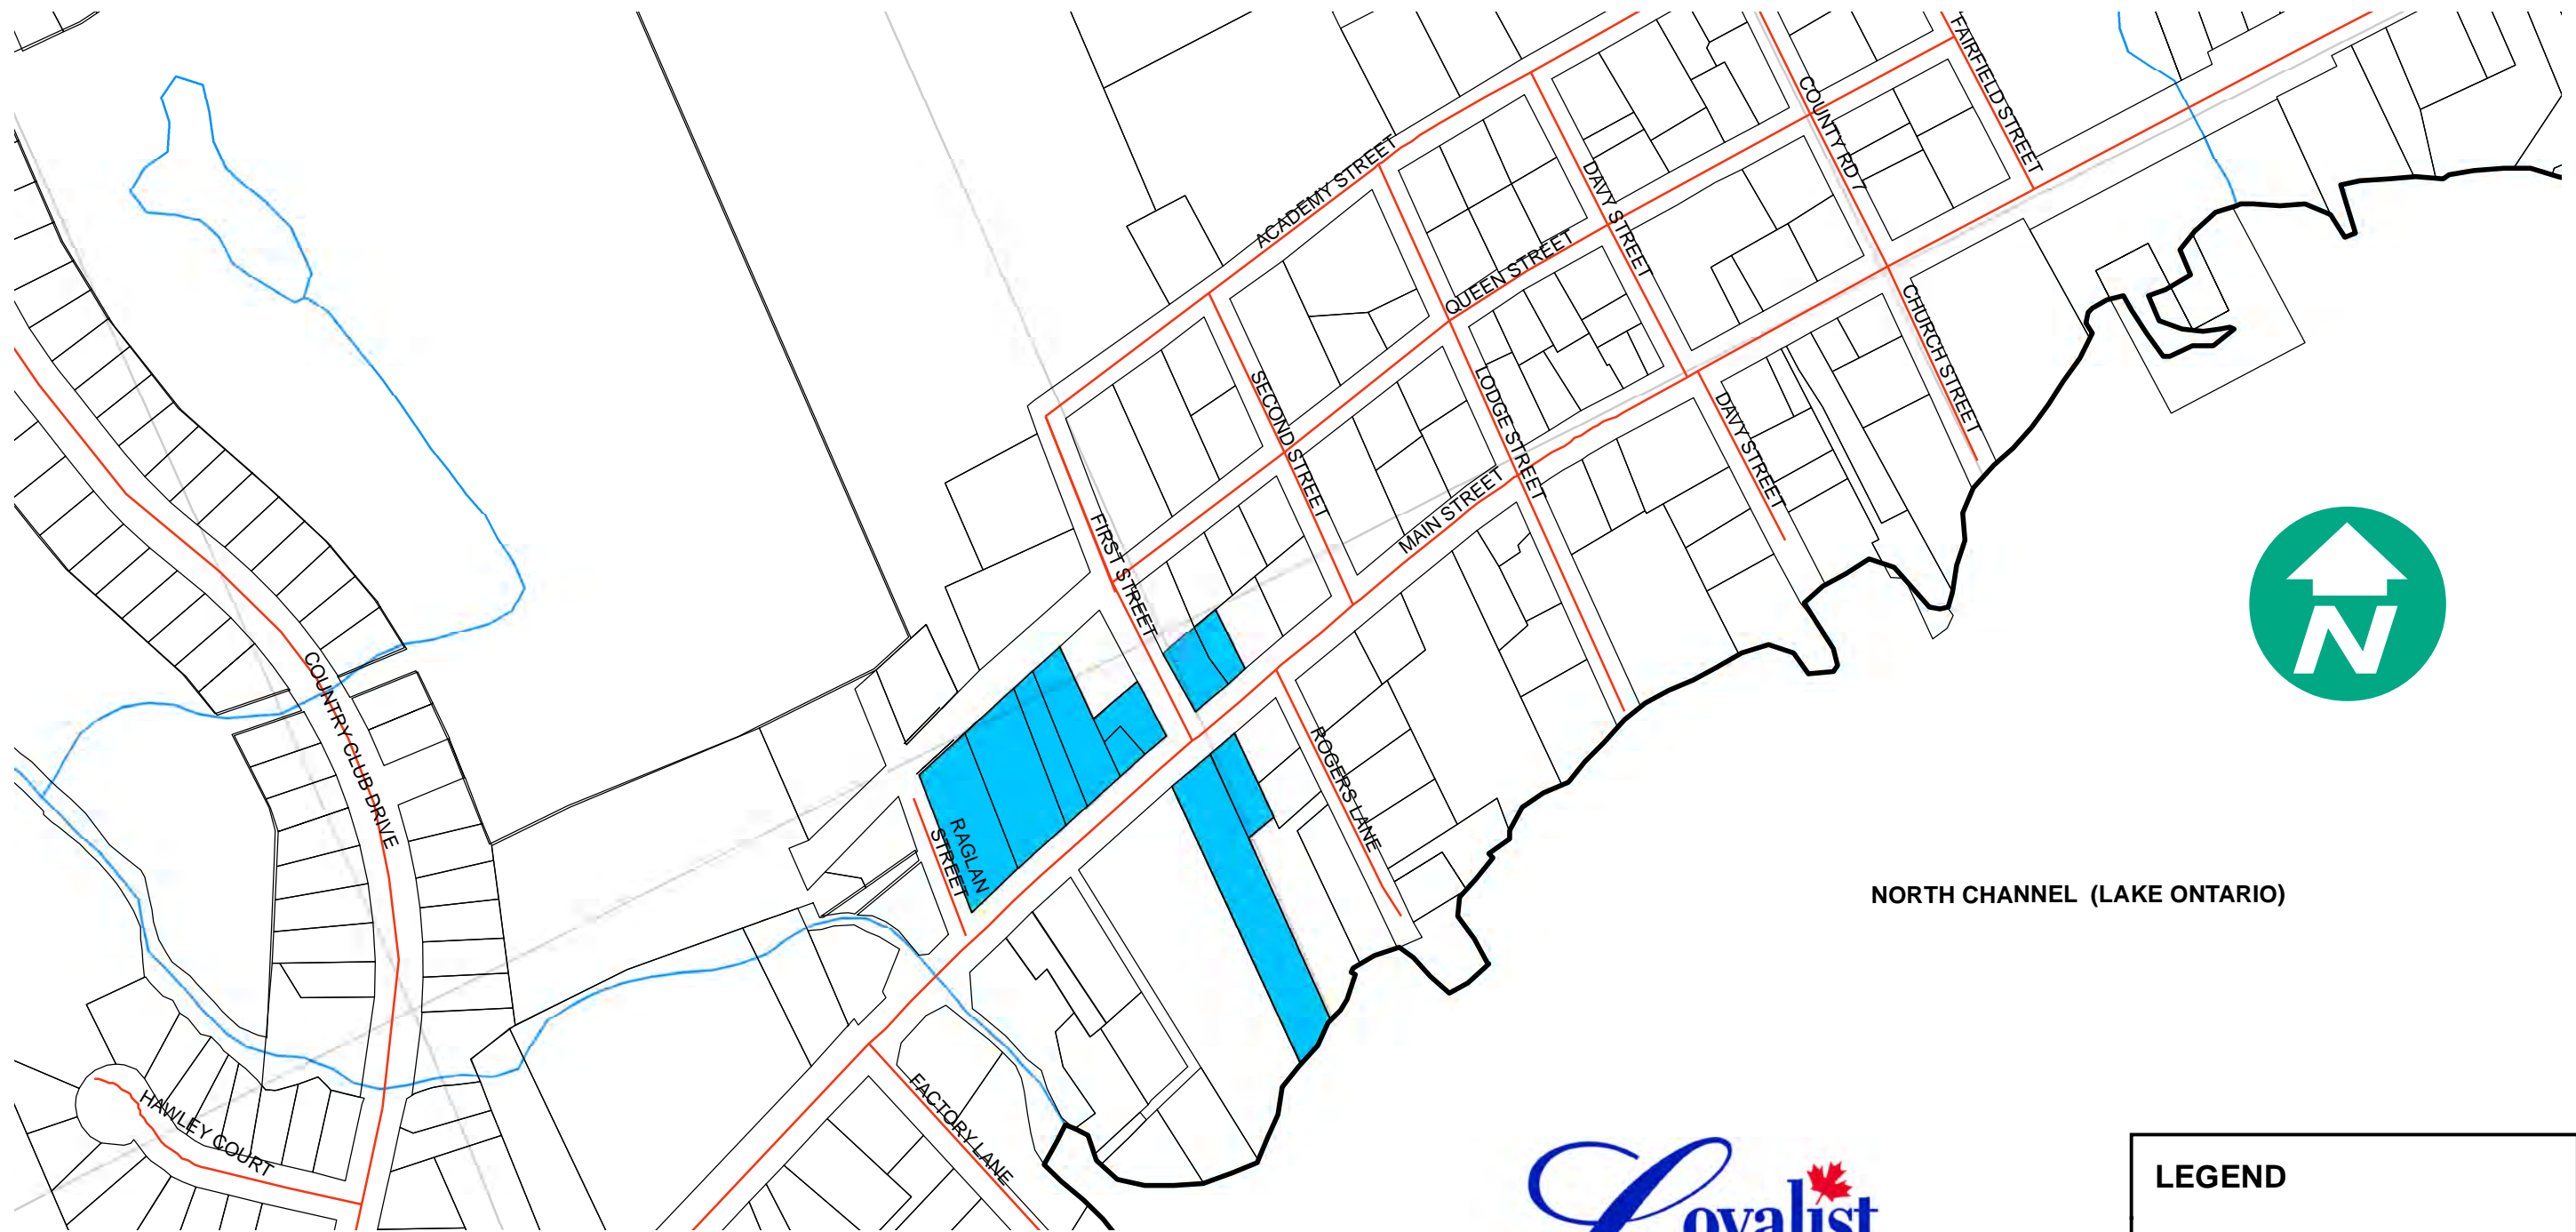 FAIRFIELD STREET
COUNTY RD 7
ACADEMY STREET
DAVY STREET
QUEEN STREET
CHURCH STREET
SECOND STREET
LODGE STREET
DAVY STREET
MAIN STREET
FIRST STREET
N
COUNTRY CLUB DRIVE
ROGERS LANE
RAGLAN
STREET
NORTH CHANNEL (LAKE ONTARIO)
FACTORY LANE
HAWLEY COURT
Loyalist
LEGEND